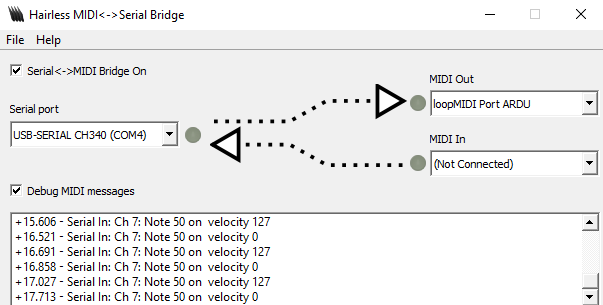 Hairless MIDI<->Serial Bridge
File Help
Serial<->MIDI Bridge On
MIDI Out
Serial port
loopMIDI Port ARDU
USB-SERIAL CH340 (COM4)
MIDI In
(Not Connected)
Debug MIDI messages
+15.606 - Serial In: Ch 7: Note 50 on  velocity 127
+16.521 - Serial In: Ch 7: Note 50 on  velocity 0
+16.691 - Serial In: Ch 7: Note 50 on  velocity 127
+16.858 - Serial In: Ch 7: Note 50 on  velocity 0
+17.027 - Serial In: Ch 7: Note 50 on  velocity 127
+17.713 - Serial In: Ch 7: Note 50 on  velocity 0